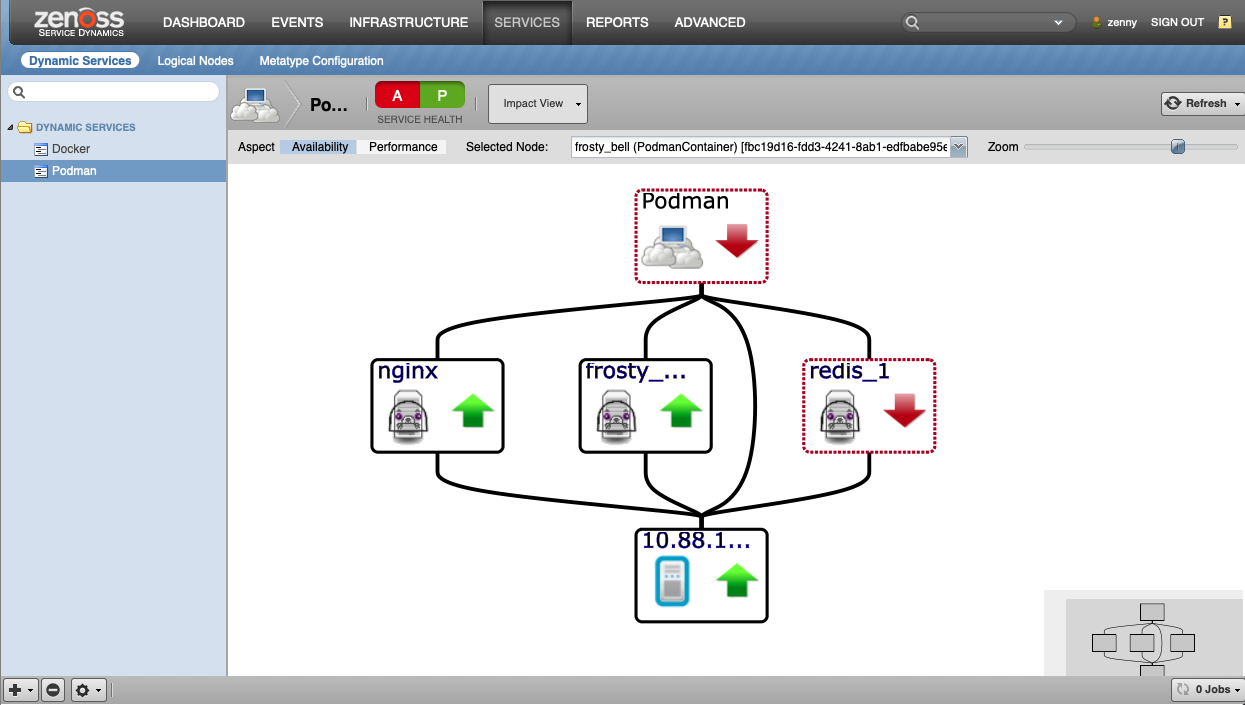 zenoss
SERVICE DYNAMICS
DASHBOARD
EVENTS
INFRASTRUCTURE
SERVICES
REPORTS
ADVANCED
zenny
SIGN OUT
?
Dynamic Services
Logical Nodes
Metatype Configuration
DYNAMIC SERVICES
Docker
Podman
Po...
A
P
SERVICE HEALTH
Impact View
Refresh
Aspect
Availability
Performance
Selected Node:
frosty_bell (PodmanContainer) [fbc19d16-fdd3-4241-8ab1-edfbabe95e
Zoom
Podman
nginx
frosty_...
redis_1
10.88.1...
0 Jobs